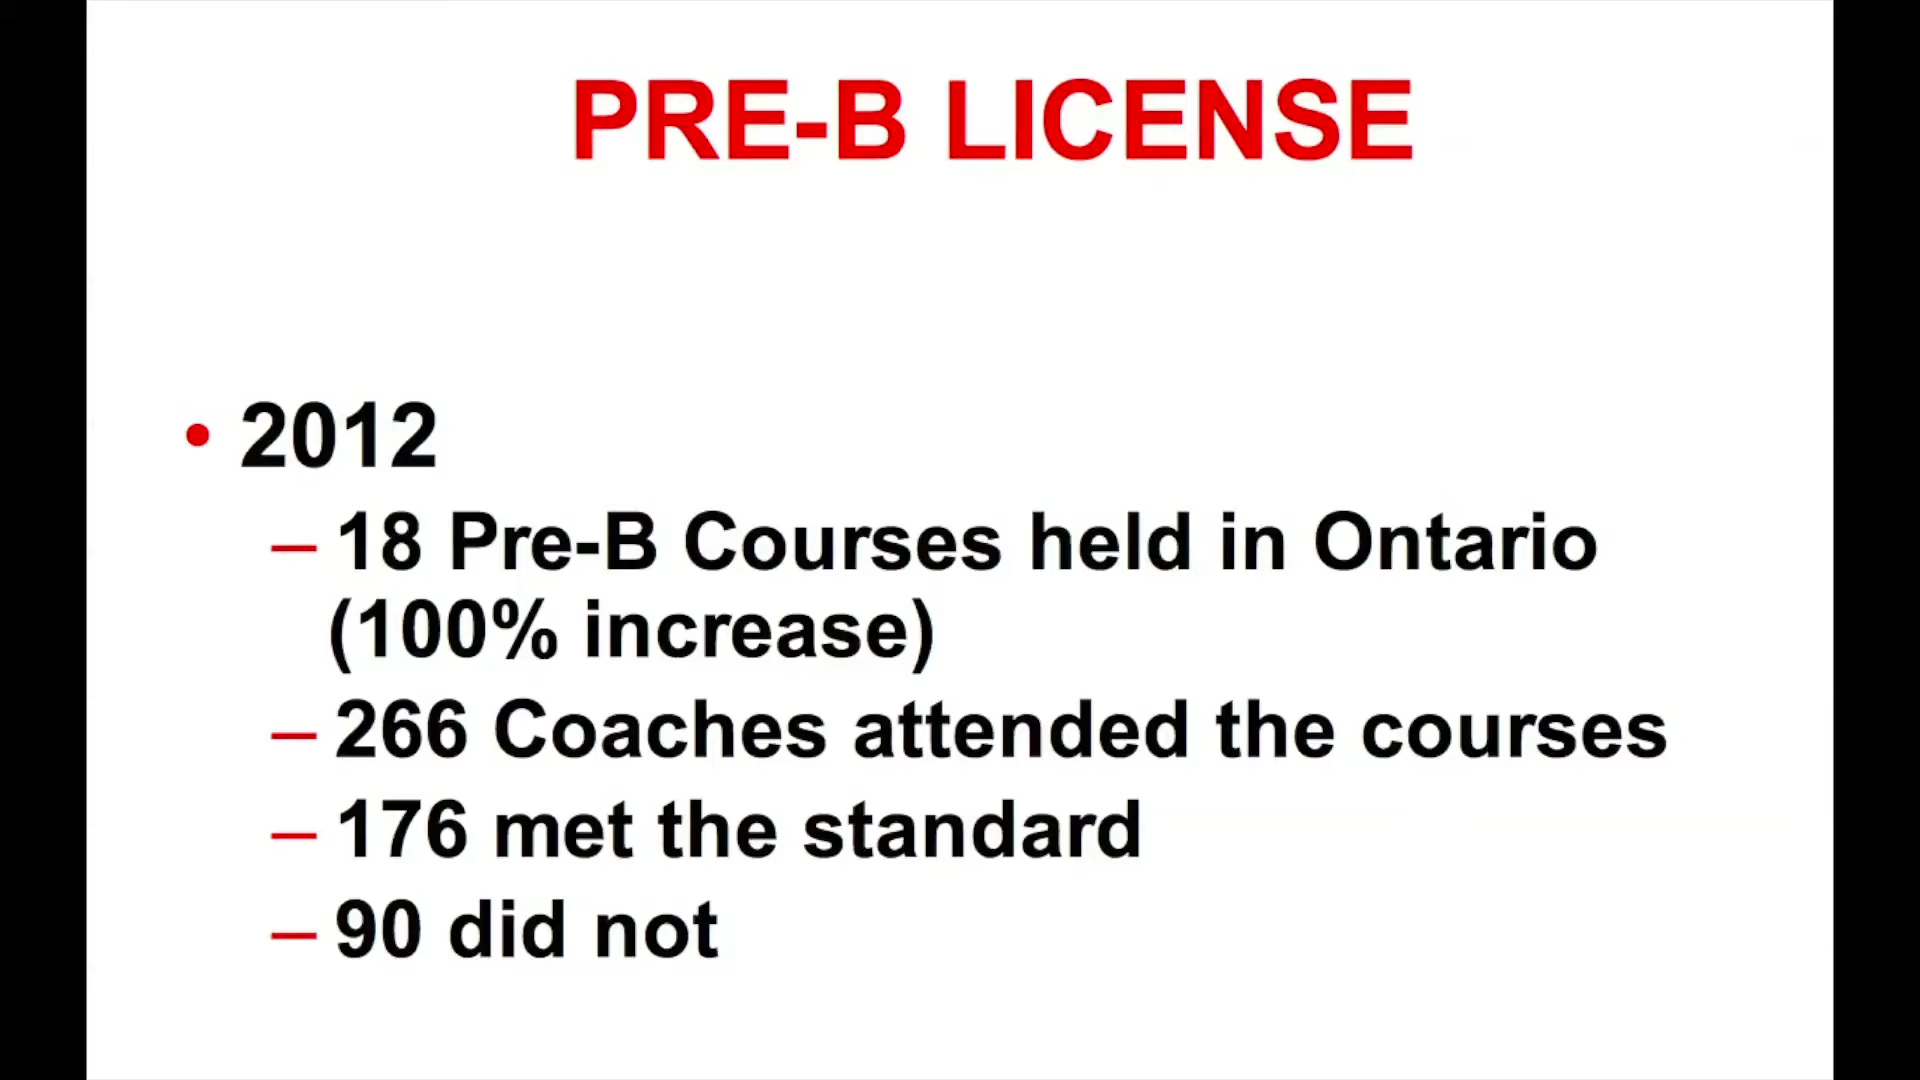 PRE-B LICENSE
• 2012
– 18 Pre-B Courses held in Ontario
(100% increase)
– 266 Coaches attended the courses
– 176 met the standard
– 90 did not